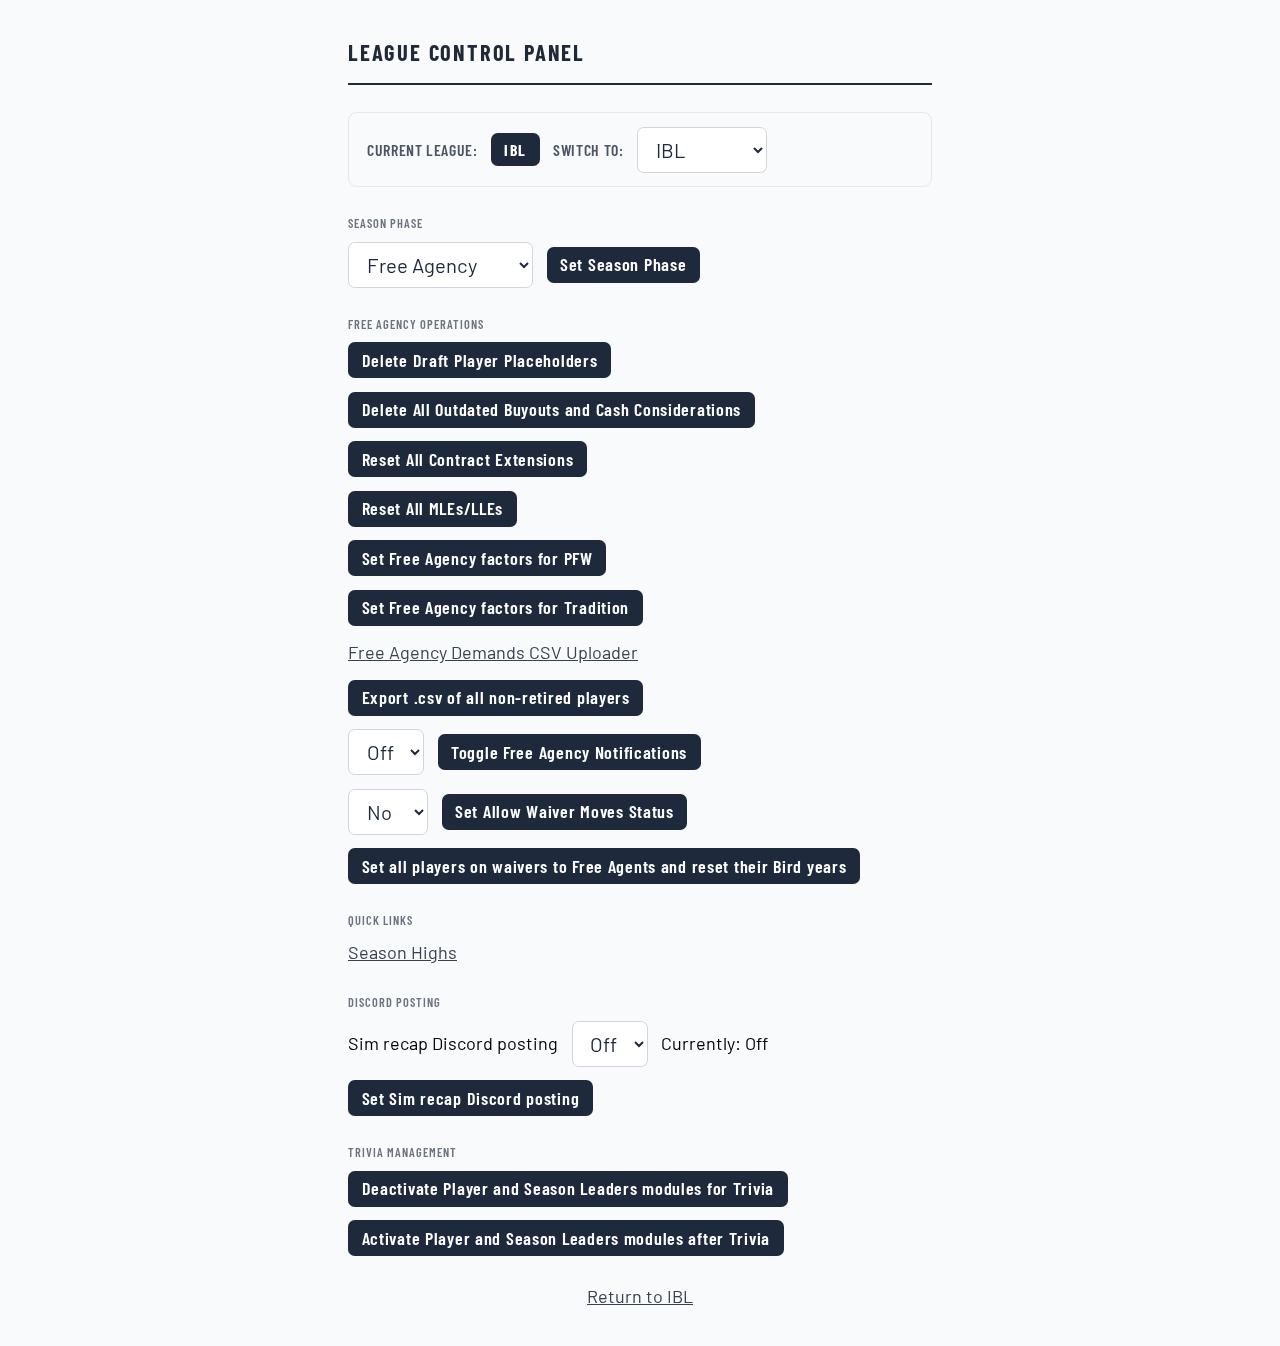 LEAGUE CONTROL PANEL
CURRENT LEAGUE: IBL SWITCH TO: IBL
SEASON PHASE
Free Agency Set Season Phase
FREE AGENCY OPERATIONS
Delete Draft Player Placeholders
Delete All Outdated Buyouts and Cash Considerations
Reset All Contract Extensions
Reset All MLEs/LLEs
Set Free Agency factors for PFW
Set Free Agency factors for Tradition
Free Agency Demands CSV Uploader
Export .csv of all non-retired players
Off Toggle Free Agency Notifications
No Set Allow Waiver Moves Status
Set all players on waivers to Free Agents and reset their Bird years
QUICK LINKS
Season Highs
DISCORD POSTING
Sim recap Discord posting Off Currently: Off
Set Sim recap Discord posting
TRIVIA MANAGEMENT
Deactivate Player and Season Leaders modules for Trivia
Activate Player and Season Leaders modules after Trivia
Return to IBL